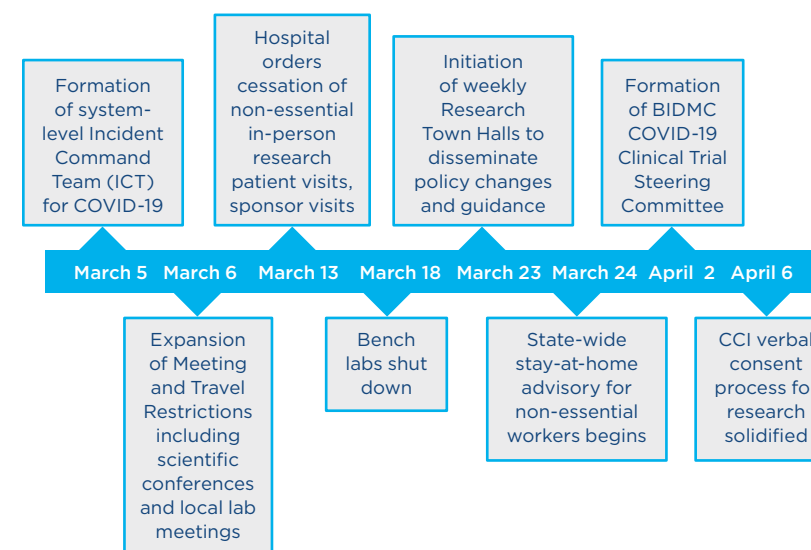 Formation
of system-
level Incident
Command
Team (ICT)
for COVID-19
Hospital
orders
cessation of
non-essential
in-person
research
patient visits,
sponsor visits
Initiation
of weekly
Research
Town Halls to
disseminate
policy changes
and guidance
Formation
of BIDMC
COVID-19
Clinical Trial
Steering
Committee
March 5 March 6 March 13 March 18 March 23 March 24 April 2 April 6
Expansion
of Meeting
and Travel
Restrictions
including
scientific
conferences
and local lab
meetings
Bench
labs shut
down
State-wide
stay-at-home
advisory for
non-essential
workers begins
CCI verbal
consent
process fo
research
solidified